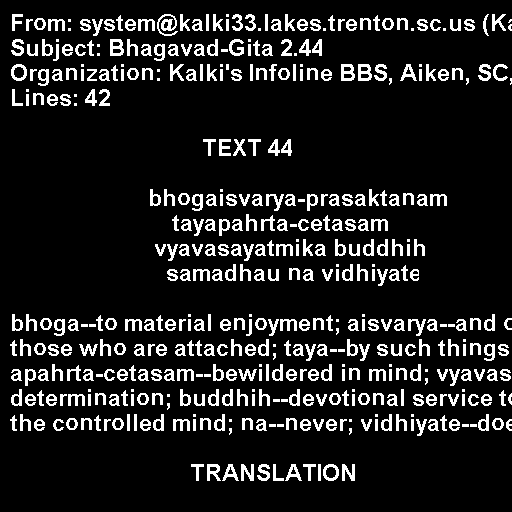 From: system@kalki33.lakes.trenton.sc.us (Ka
Subject: Bhagavad-Gita 2.44
Organization: Kalki's Infoline BBS, Aiken, SC,
Lines: 42
TEXT 44
bhogaisvarya-prasaktanam
tayapahrta-cetasam
vyavasayatmika buddhih
samadhau na vidhiyate
bhoga--to material enjoyment; aisvarya--and
those who are attached; taya--by such things
apahrta-cetasam--bewildered in mind; vyavas
determination; buddhih--devotional service to
the controlled mind; na--never; vidhiyate--doe
TRANSLATION